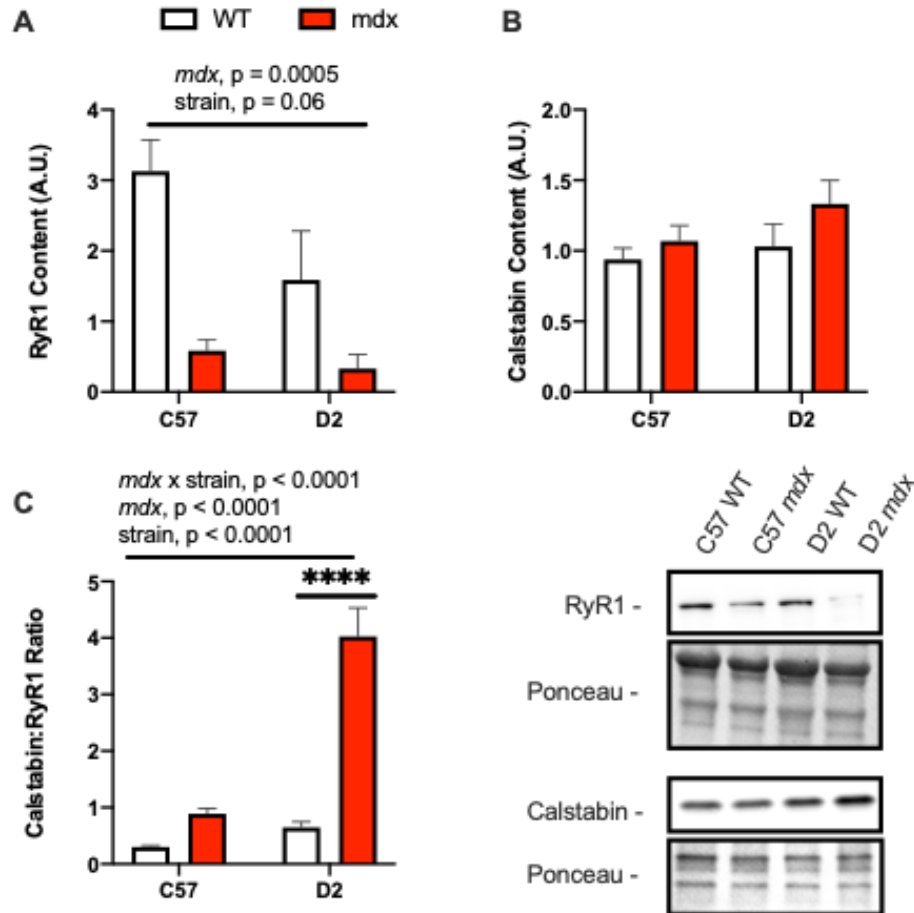 A
WT
mdx
mdx, p = 0.0005
strain, p = 0.06
RyR1 Content (A.U.)
4
3
2
1
0
C57
D2
B
Calstabin Content (A.U.)
2.0
1.5
1.0
0.5
0.0
C57
D2
C
mdx x strain, p < 0.0001
mdx, p < 0.0001
strain, p < 0.0001
****
Calstabin:RyR1 Ratio
5
4
3
2
1
0
C57
D2
C57 WT
C57 mdx
D2 WT
D2 mdx
RyR1 -
Ponceau -
Calstabin -
Ponceau -